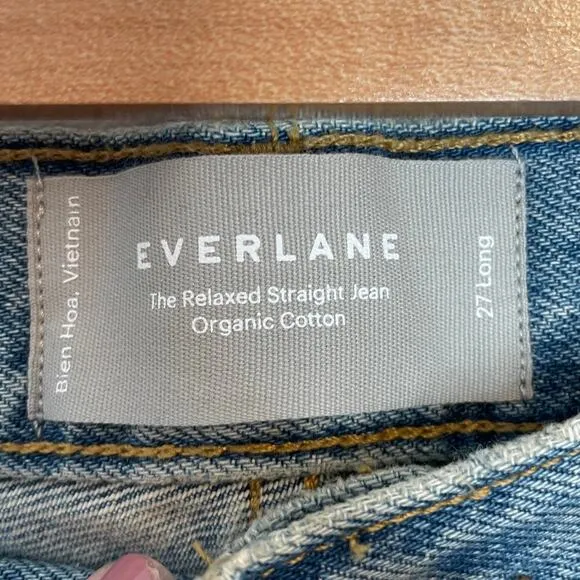 EVERLANE
The Relaxed Straight Jean
Organic Cotton
Bien Hoa, Vietnam
27 Long